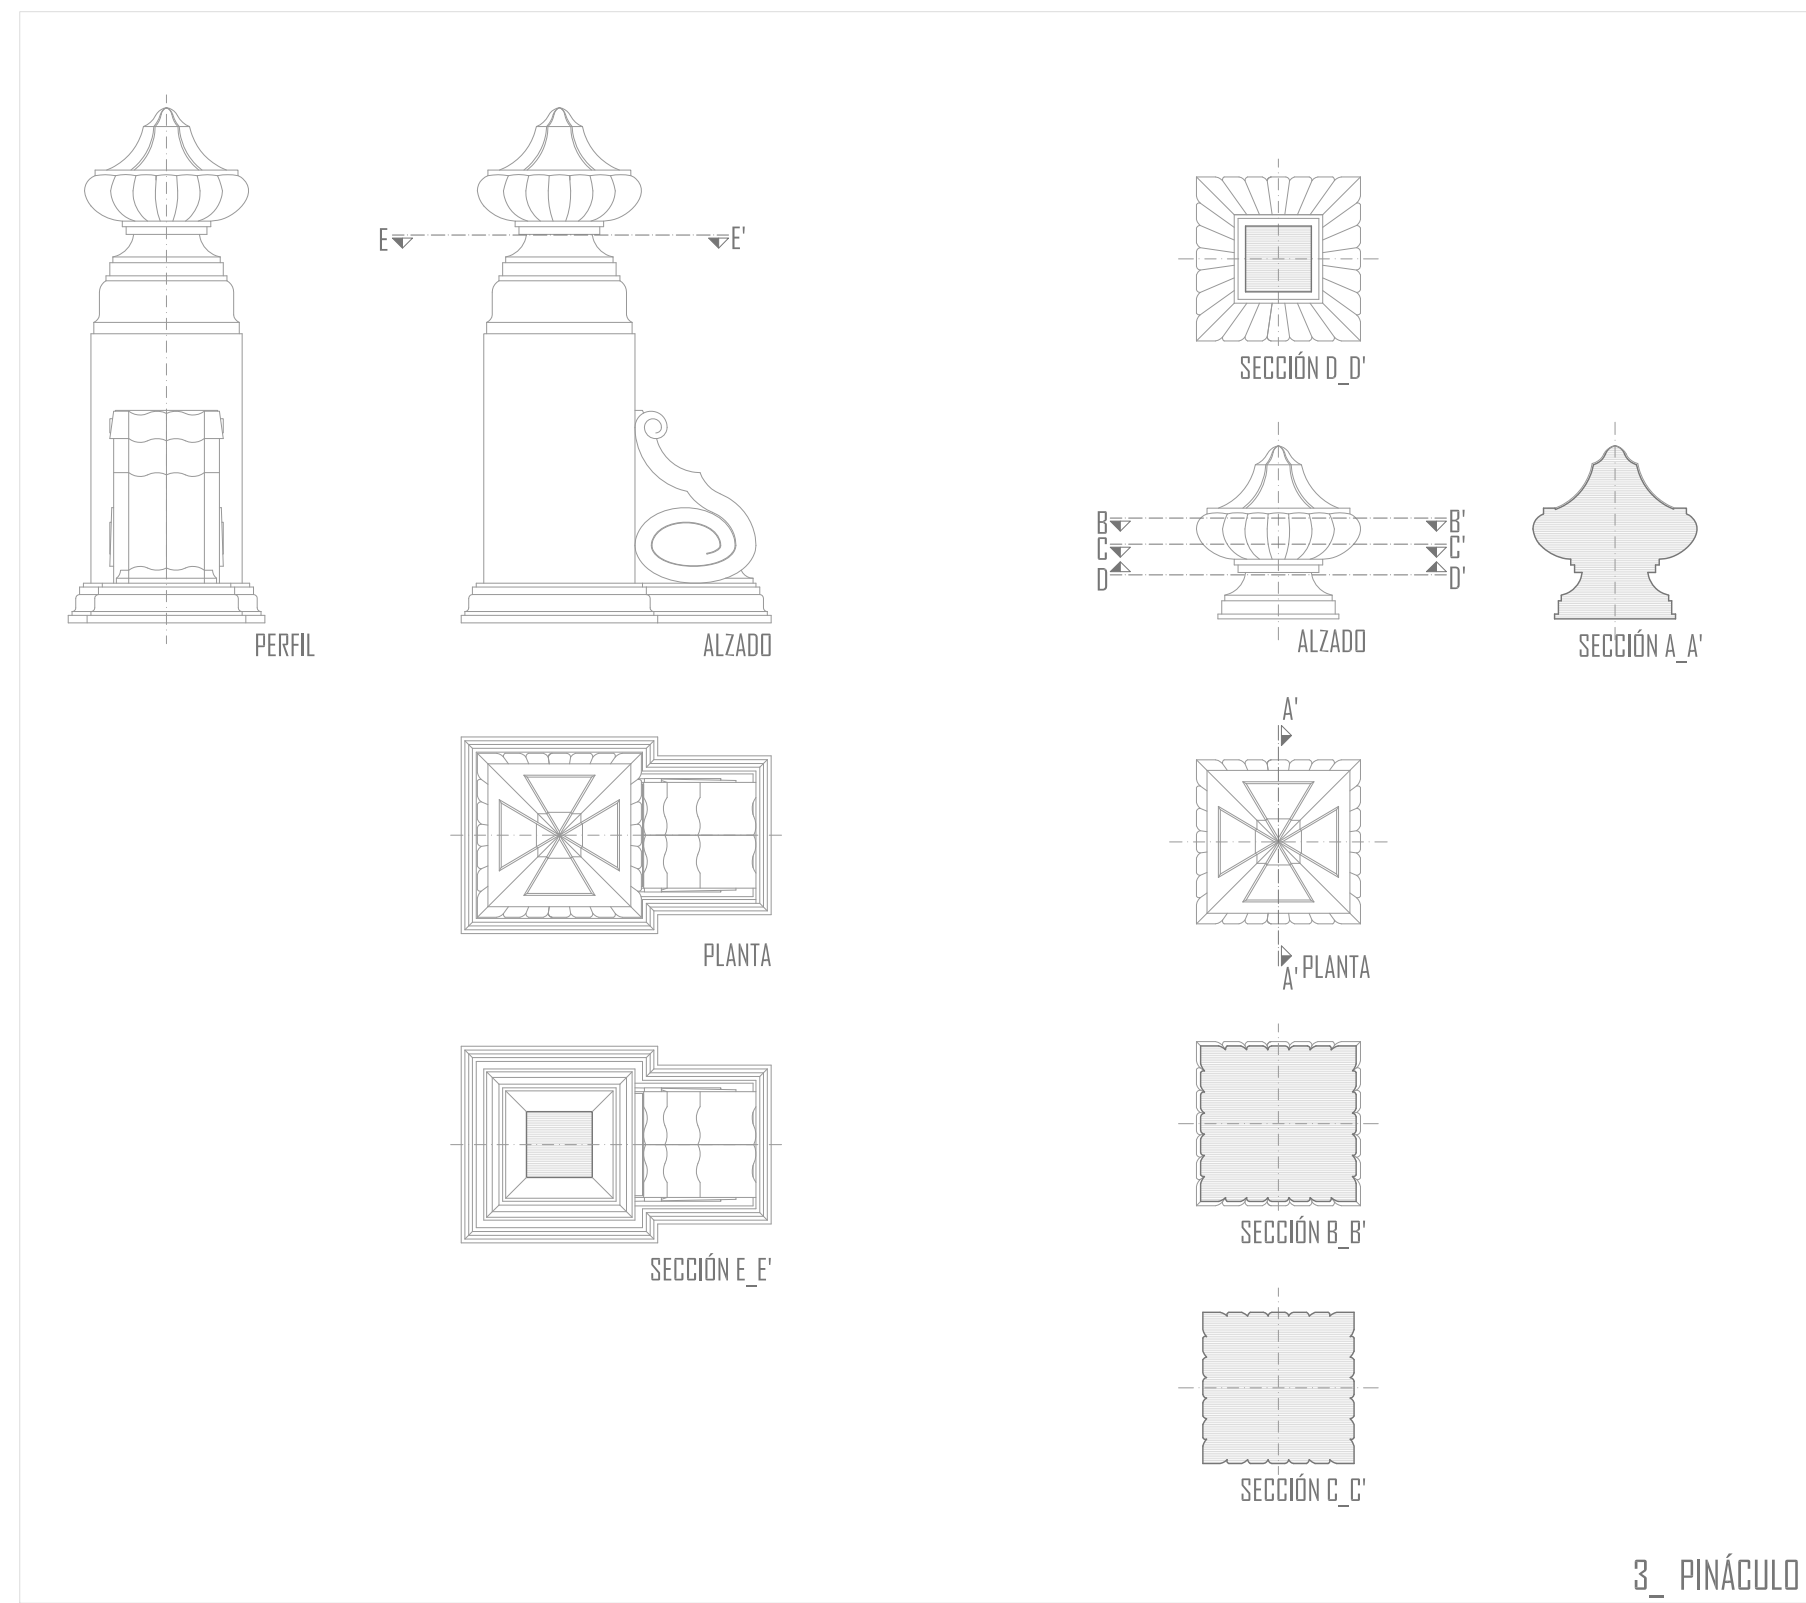 E E'
PERFIL
ALZADO
PLANTA
SECCIÓN E_E'
SECCIÓN D_D'
B B'
C C'
D D'
ALZADO
SECCIÓN A_A'
A'
A' PLANTA
SECCIÓN B_B'
SECCIÓN C_C'
3_ PINÁCULO